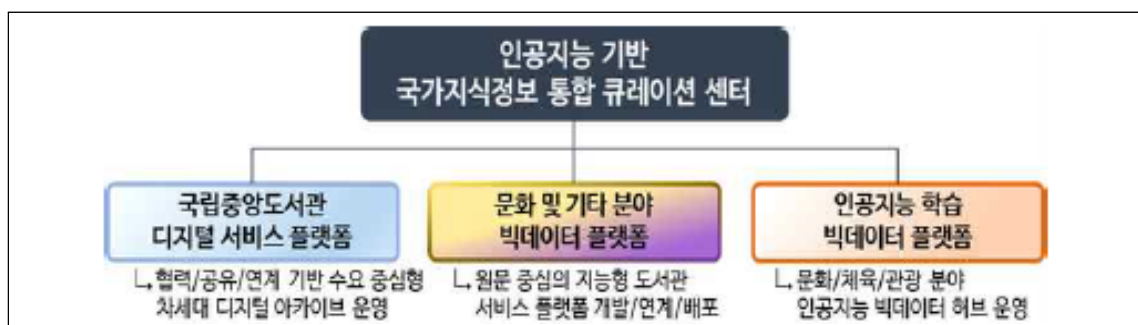 인공지능 기반
국가지식정보 통합 큐레이션 센터
국립중앙도서관
디지털 서비스 플랫폼
↳ 협력/공유/연계 기반 수요 중심형
차세대 디지털 아카이브 운영
문화 및 기타 분야
빅데이터 플랫폼
↳ 원문 중심의 지능형 도서관
서비스 플랫폼 개발/연계/배포
인공지능 학습
빅데이터 플랫폼
↳ 문화/체육/관광 분야
인공지능 빅데이터 허브 운영